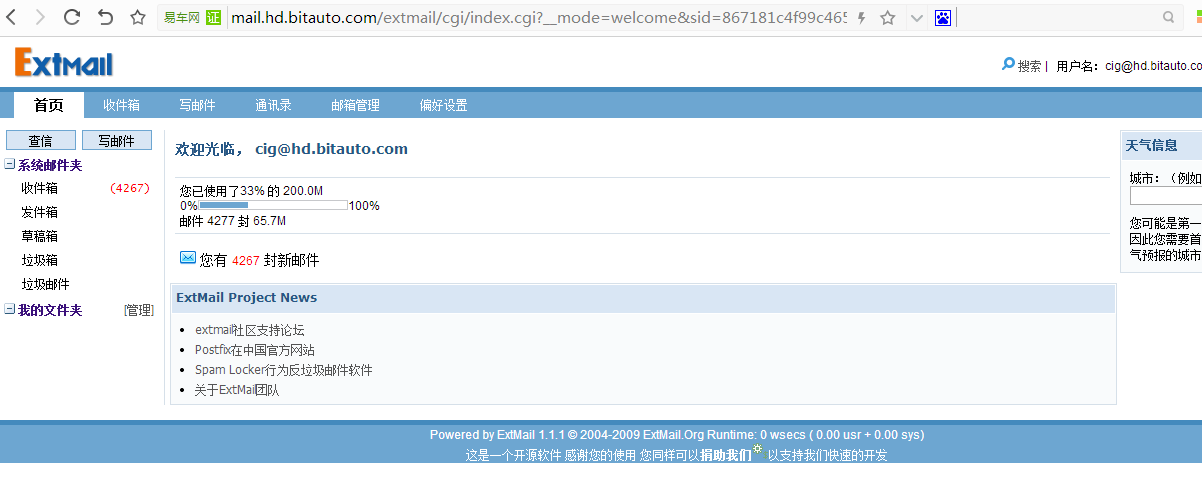 易车网 证 mail.hd.bitauto.com/extmail/cgi/index.cgi?__mode=welcome&sid=867181c4f99c465
ExtMail
搜索 | 用户名：cig@hd.bitauto.co
首页 收件箱 写邮件 通讯录 邮箱管理 偏好设置
查信 写邮件
系统邮件夹
收件箱 (4267)
发件箱
草稿箱
垃圾箱
垃圾邮件
我的文件夹 [管理]
欢迎光临， cig@hd.bitauto.com
您已使用了33% 的 200.0M
0% 100%
邮件 4277 封 65.7M
您有 4267 封新邮件
ExtMail Project News
extmail社区支持论坛
Postfix在中国官方网站
Spam Locker行为反垃圾邮件软件
关于ExtMail团队
天气信息
城市：（例如
您可能是第一
因此您需要首
气预报的城市
Powered by ExtMail 1.1.1 © 2004-2009 ExtMail.Org Runtime: 0 wsecs ( 0.00 usr + 0.00 sys)
这是一个开源软件 感谢您的使用 您同样可以捐助我们 以支持我们快速的开发